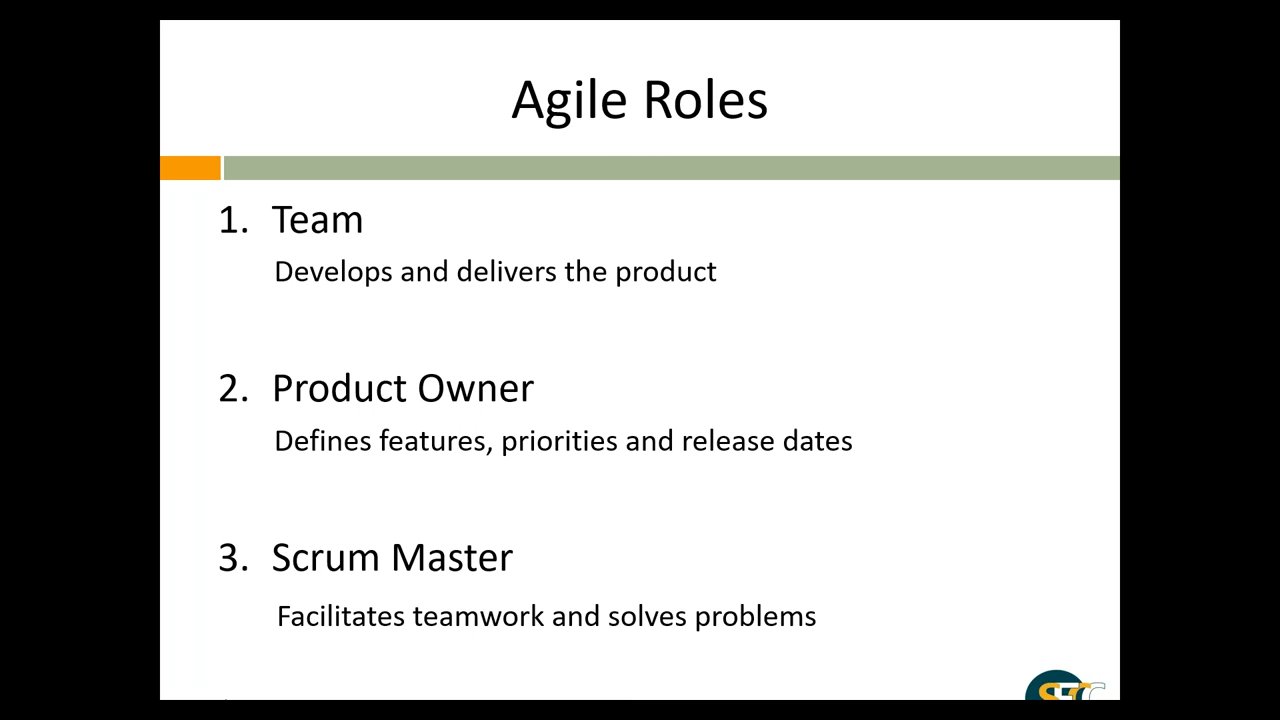 Agile Roles
1. Team
Develops and delivers the product
2. Product Owner
Defines features, priorities and release dates
3. Scrum Master
Facilitates teamwork and solves problems